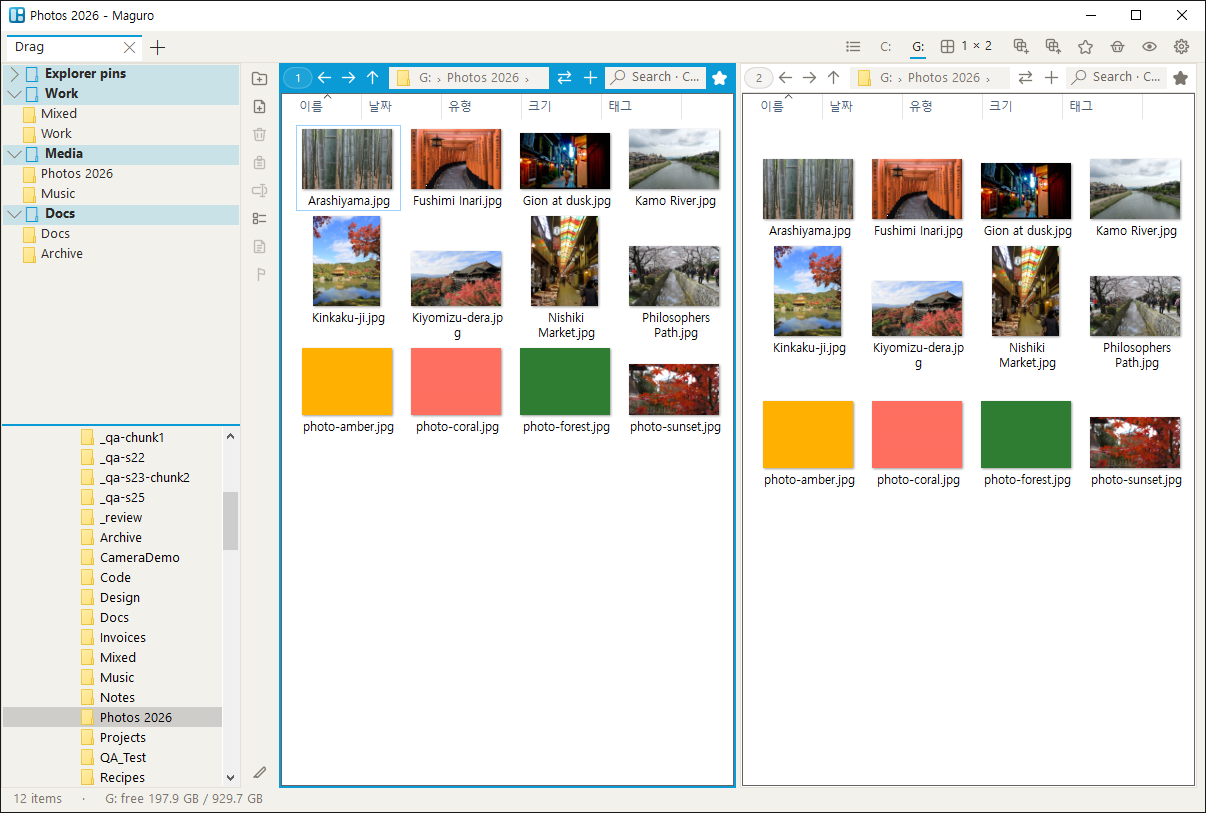 Photos 2026 - Maguro
Drag
C:
G:
1 × 2
Explorer pins
Work
Mixed
Work
Media
Photos 2026
Music
Docs
Docs
Archive
_qa-chunk1
_qa-s22
_qa-s23-chunk2
_qa-s25
_review
Archive
CameraDemo
Code
Design
Docs
Invoices
Mixed
Music
Notes
Photos 2026
Projects
QA_Test
Recipes
1
G: › Photos 2026 ›
Search · C...
이름 날짜 유형 크기 태그
Arashiyama.jpg Fushimi Inari.jpg Gion at dusk.jpg Kamo River.jpg
Kinkaku-ji.jpg Kiyomizu-dera.jp Nishiki Philosophers
g Market.jpg Path.jpg
photo-amber.jpg photo-coral.jpg photo-forest.jpg photo-sunset.jpg
2
G: › Photos 2026 ›
Search · C...
이름 날짜 유형 크기 태그
Arashiyama.jpg Fushimi Inari.jpg Gion at dusk.jpg Kamo River.jpg
Kinkaku-ji.jpg Kiyomizu-dera.jp Nishiki Philosophers
g Market.jpg Path.jpg
photo-amber.jpg photo-coral.jpg photo-forest.jpg photo-sunset.jpg
12 items · G: free 197.9 GB / 929.7 GB